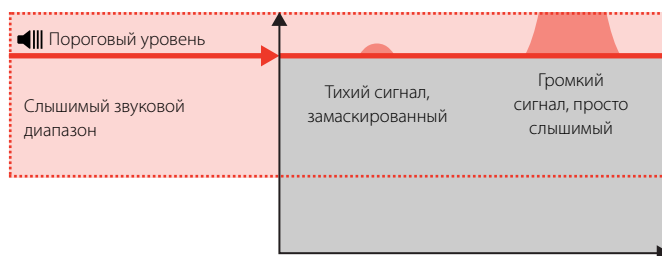 Пороговый уровень
Слышимый звуковой
диапазон
Тихий сигнал,
замаскированный
Громкий
сигнал, просто
слышимый